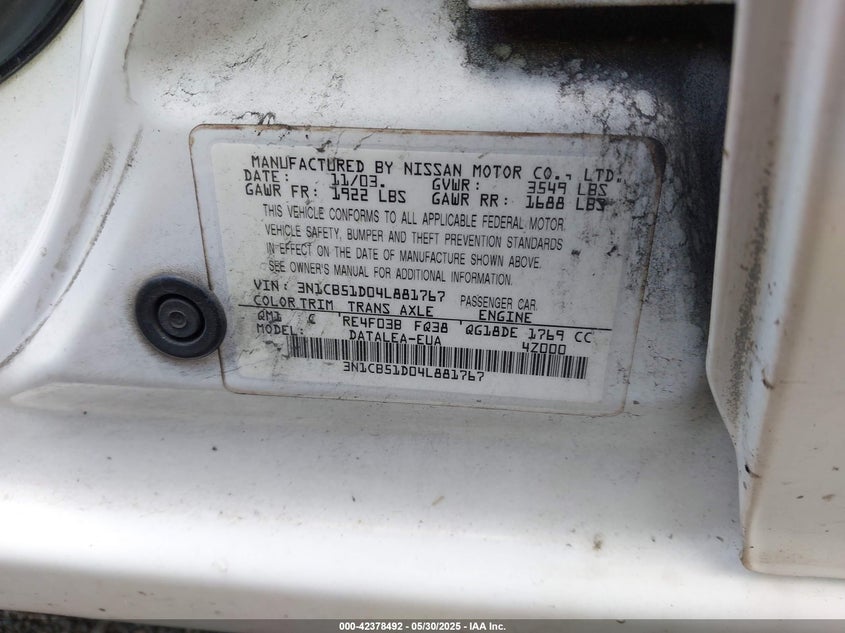 MANUFACTURED BY NISSAN MOTOR CO., LTD.
DATE: 11/03. GVWR: 3549 LBS
GAWR FR: 1922 LBS GAWR RR: 1688 LBS
THIS VEHICLE CONFORMS TO ALL APPLICABLE FEDERAL MOTOR
VEHICLE SAFETY, BUMPER AND THEFT PREVENTION STANDARDS
IN EFFECT ON THE DATE OF MANUFACTURE SHOWN ABOVE.
SEE OWNER'S MANUAL FOR ADDITIONAL INFORMATION.
VIN: 3N1CB51D04L881767 PASSENGER CAR
COLOR TRIM TRANS AXLE ENGINE
QM1 C RE4F03B FQ38 QG18DE 1769 CC
MODEL: DATALEA-EUA 4Z000
3N1CB51D04L881767
000-42378492 - 05/30/2025 - IAA Inc.